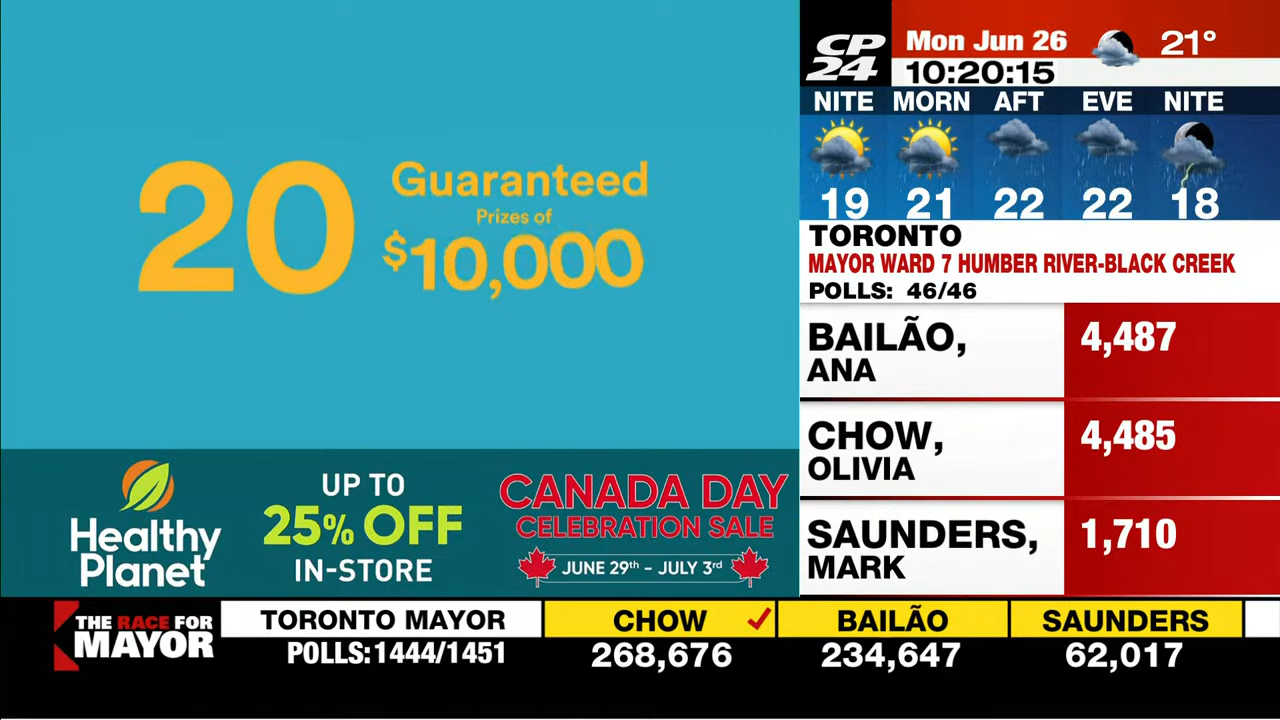 20
Guaranteed
Prizes of
$10,000
Healthy
Planet
UP TO
25% OFF
IN-STORE
CANADA DAY
CELEBRATION SALE
JUNE 29th – JULY 3rd
CP
24
Mon Jun 26
21°
10:20:15
NITE MORN AFT EVE NITE
19 21 22 22 18
TORONTO
MAYOR WARD 7 HUMBER RIVER-BLACK CREEK
POLLS: 46/46
BAILÃO, 4,487
ANA
CHOW, 4,485
OLIVIA
SAUNDERS, 1,710
MARK
THE RACE FOR
MAYOR
TORONTO MAYOR CHOW BAILÃO SAUNDERS
POLLS:1444/1451 268,676 234,647 62,017